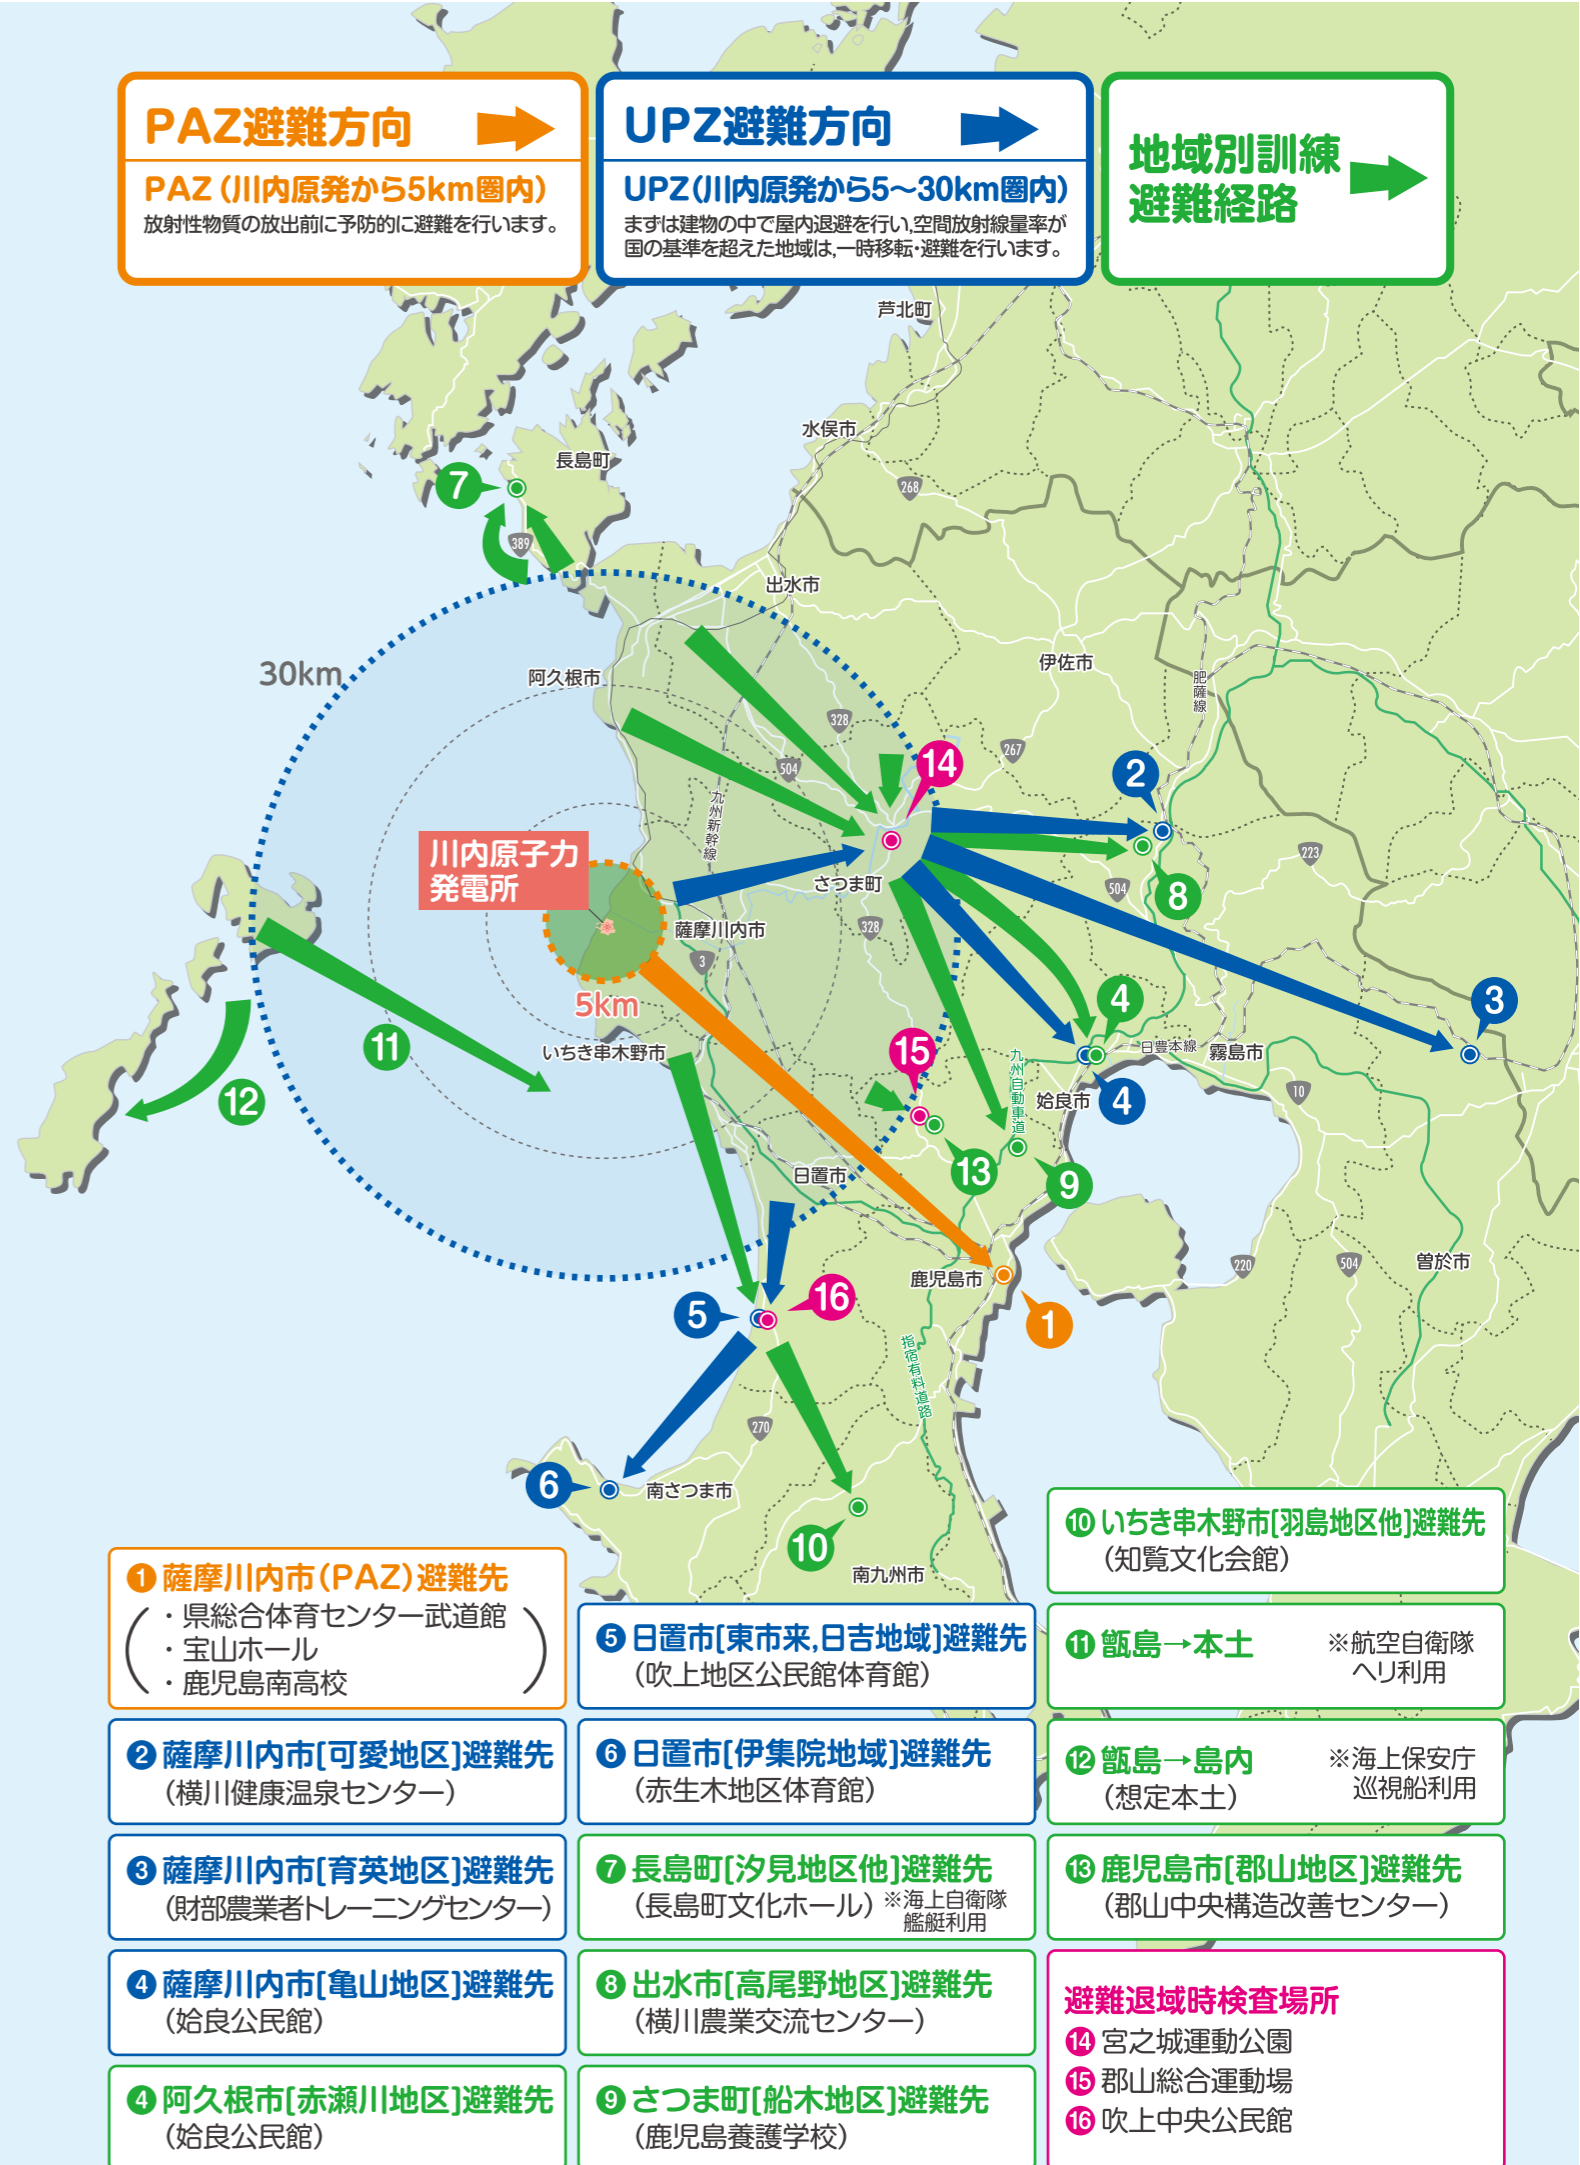 PAZ避難方向
PAZ（川内原発から5km圏内）
放射性物質の放出前に予防的に避難を行います。
UPZ避難方向
UPZ（川内原発から5〜30km圏内）
まずは建物の中で屋内退避を行い,空間放射線量率が
国の基準を超えた地域は,一時移転・避難を行います。
地域別訓練
避難経路
芦北町
水俣市
長島町
7
268
389
出水市
30km
阿久根市
伊佐市
肥薩線
328
504
267
14
2
九州新幹線
川内原子力
発電所
さつま町
223
504
8
薩摩川内市
328
3
5km
4
3
11
いちき串木野市
15
九州自動車道
日豊本線
霧島市
12
姶良市
4
10
日置市
13
9
鹿児島市
220
504
曽於市
5
16
1
指宿有料道路
270
6
南さつま市
10
南九州市
❶薩摩川内市（PAZ）避難先
・県総合体育センター武道館
・宝山ホール
・鹿児島南高校
❷薩摩川内市[可愛地区]避難先
（横川健康温泉センター）
❸薩摩川内市[育英地区]避難先
（財部農業者トレーニングセンター）
❹薩摩川内市[亀山地区]避難先
（姶良公民館）
❹阿久根市[赤瀬川地区]避難先
（姶良公民館）
❺日置市[東市来,日吉地域]避難先
（吹上地区公民館体育館）
❻日置市[伊集院地域]避難先
（赤生木地区体育館）
❼長島町[汐見地区他]避難先
（長島町文化ホール）※海上自衛隊
艦艇利用
❽出水市[高尾野地区]避難先
（横川農業交流センター）
❾さつま町[船木地区]避難先
（鹿児島養護学校）
❿いちき串木野市[羽島地区他]避難先
（知覧文化会館）
⓫甑島→本土 ※航空自衛隊
ヘリ利用
⓬甑島→島内 ※海上保安庁
（想定本土） 巡視船利用
⓭鹿児島市[郡山地区]避難先
（郡山中央構造改善センター）
避難退域時検査場所
⓮宮之城運動公園
⓯郡山総合運動場
⓰吹上中央公民館